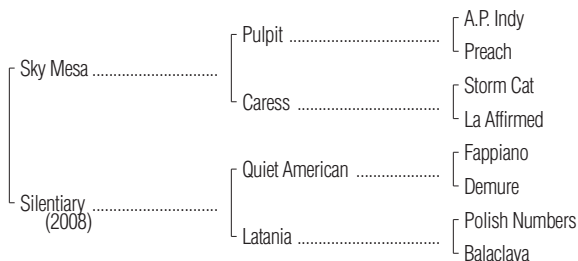 A.P. Indy
Pulpit ..............................................
Preach
Sky Mesa ......................................
Storm Cat
Caress ..............................................
La Affirmed
Fappiano
Quiet American .........................
Demure
Silentiary .......................................
(2008)
Polish Numbers
Latania ............................................
Balaclava